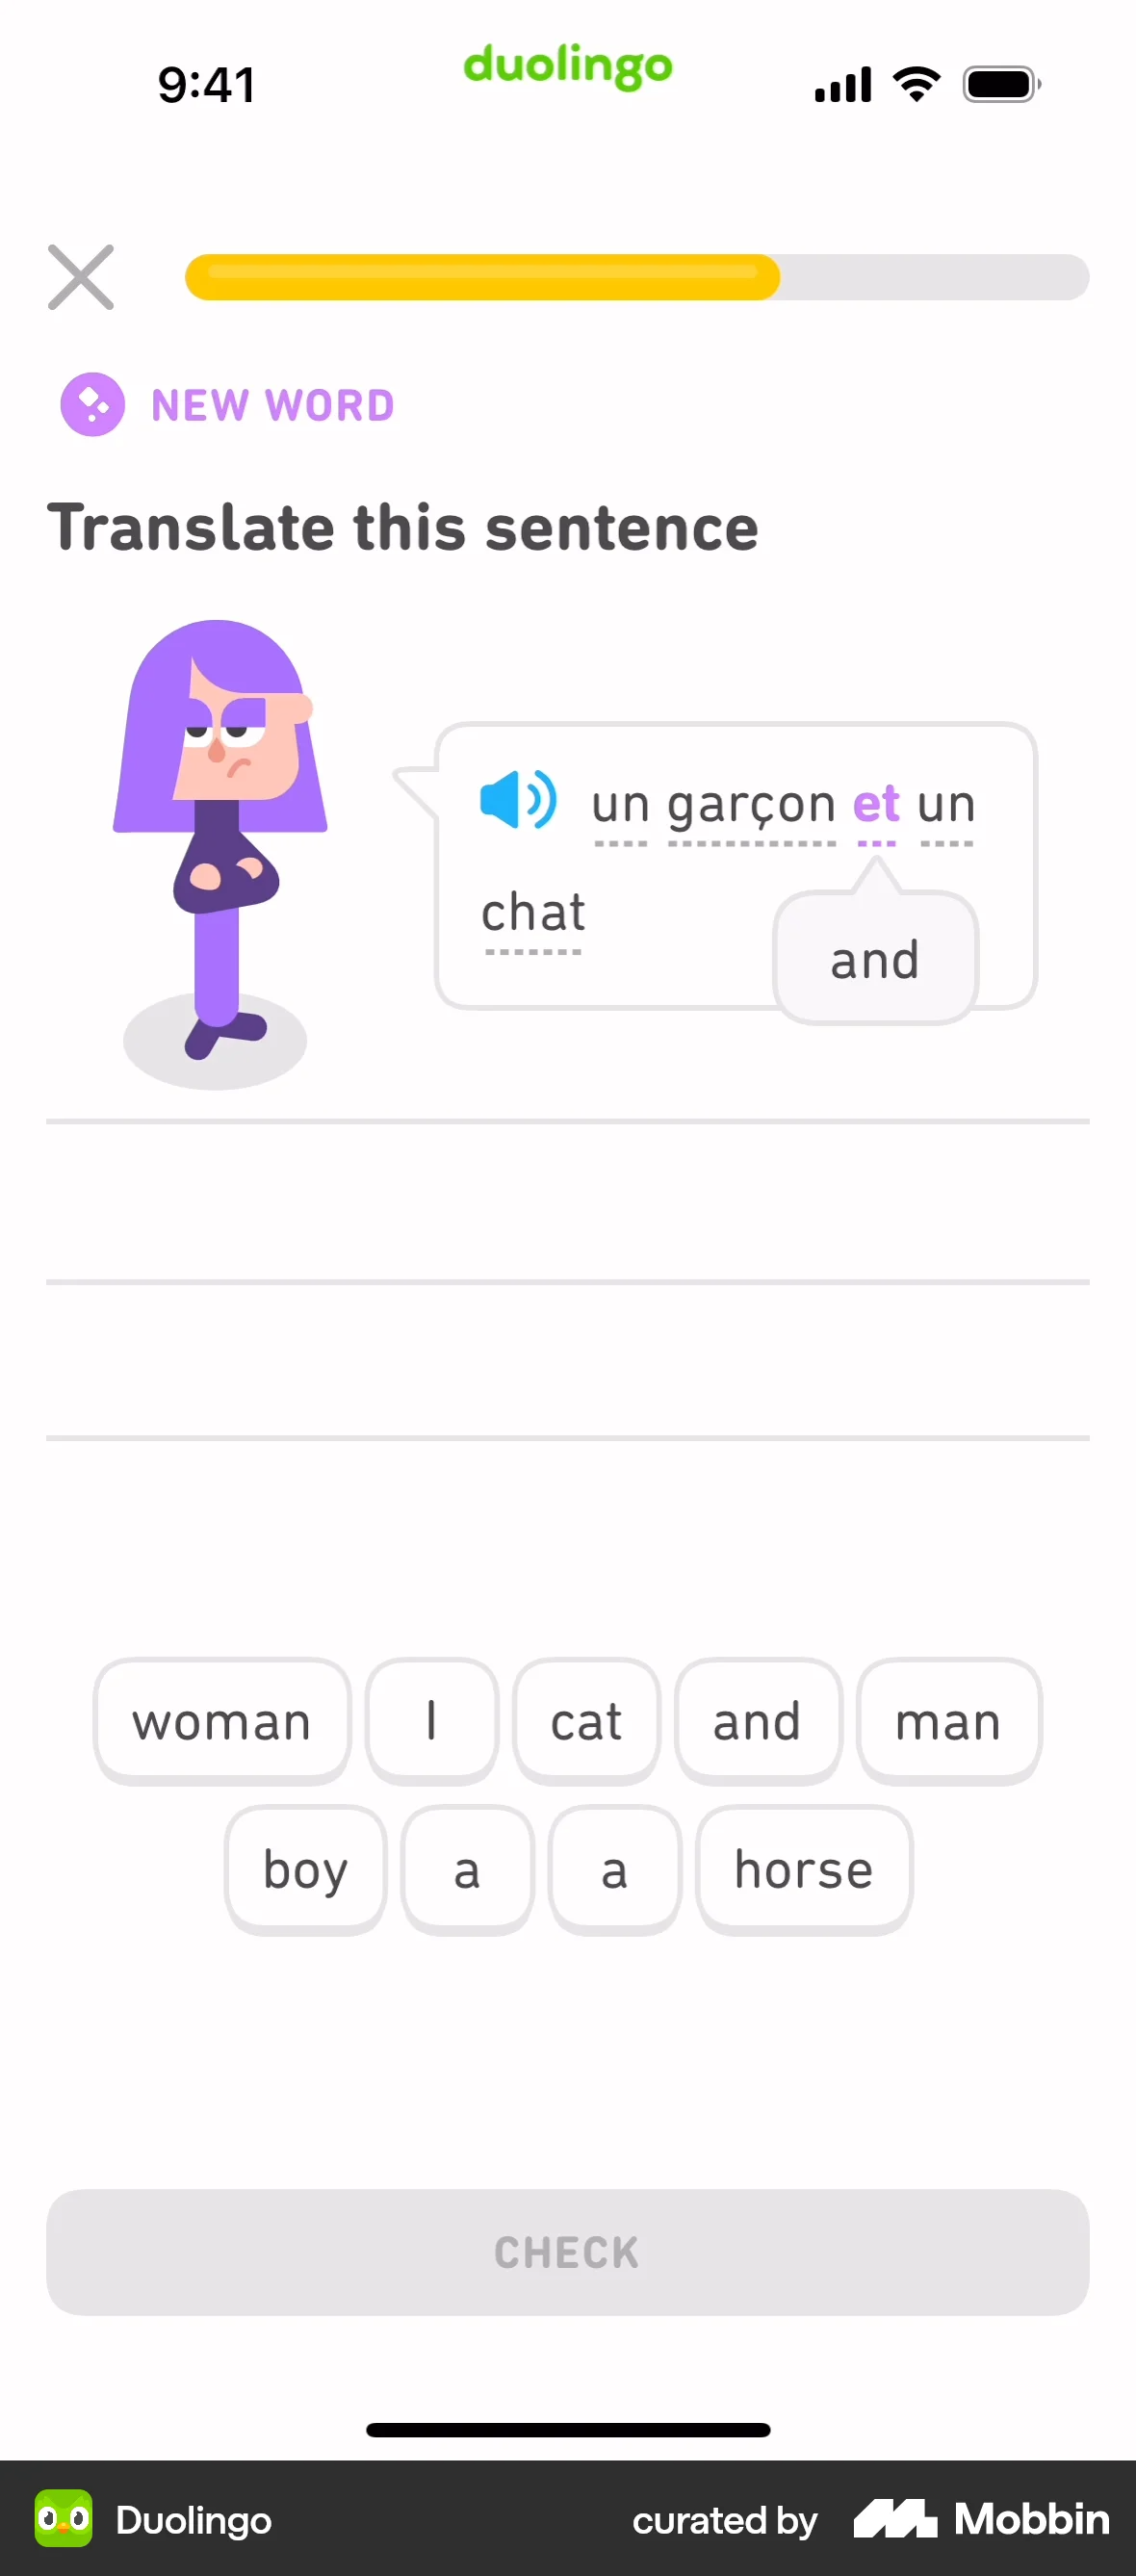 9:41
duolingo
NEW WORD
Translate this sentence
un garçon et un
chat
and
woman I cat and man
boy a a horse
CHECK
Duolingo curated by Mobbin